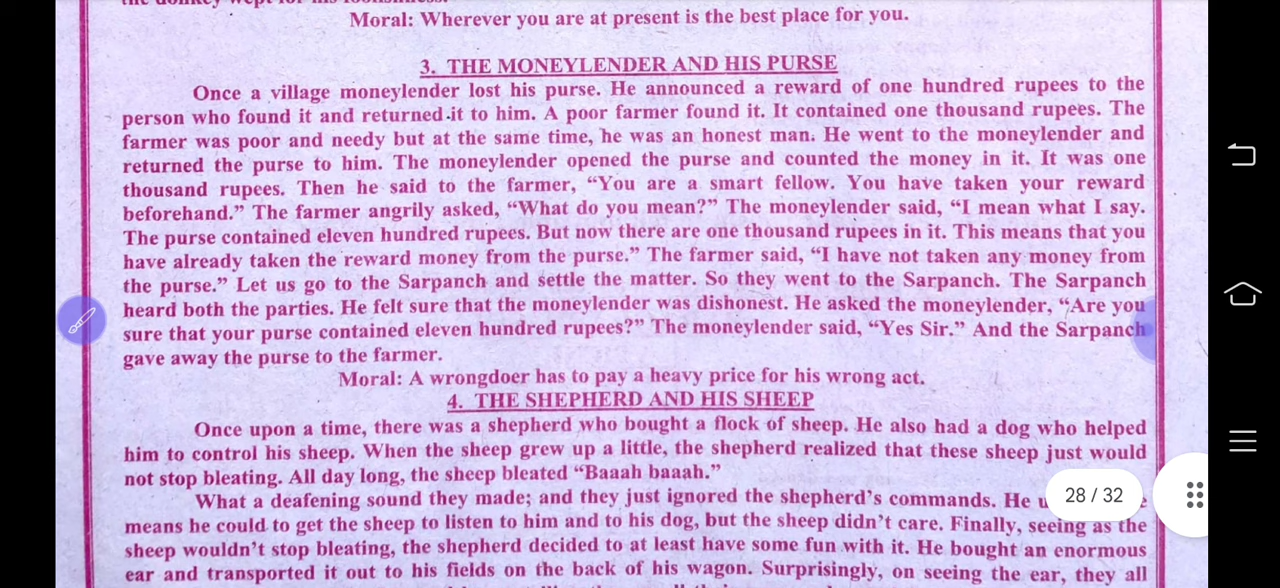 Moral: Wherever you are at present is the best place for you.
3. THE MONEYLENDER AND HIS PURSE
Once a village moneylender lost his purse. He announced a reward of one hundred rupees to the
person who found it and returned it to him. A poor farmer found it. It contained one thousand rupees. The
farmer was poor and needy but at the same time, he was an honest man. He went to the moneylender and
returned the purse to him. The moneylender opened the purse and counted the money in it. It was one
thousand rupees. Then he said to the farmer, “You are a smart fellow. You have taken your reward
beforehand.” The farmer angrily asked, “What do you mean?” The moneylender said, “I mean what I say.
The purse contained eleven hundred rupees. But now there are one thousand rupees in it. This means that you
have already taken the reward money from the purse.” The farmer said, “I have not taken any money from
the purse.” Let us go to the Sarpanch and settle the matter. So they went to the Sarpanch. The Sarpanch
heard both the parties. He felt sure that the moneylender was dishonest. He asked the moneylender, “Are you
sure that your purse contained eleven hundred rupees?” The moneylender said, “Yes Sir.” And the Sarpanch
gave away the purse to the farmer.
Moral: A wrongdoer has to pay a heavy price for his wrong act.
4. THE SHEPHERD AND HIS SHEEP
Once upon a time, there was a shepherd who bought a flock of sheep. He also had a dog who helped
him to control his sheep. When the sheep grew up a little, the shepherd realized that these sheep just would
not stop bleating. All day long, the sheep bleated “Baaah baaah.”
What a deafening sound they made; and they just ignored the shepherd’s commands. He
means he could to get the sheep to listen to him and to his dog, but the sheep didn’t care. Finally, seeing as the
sheep wouldn’t stop bleating, the shepherd decided to at least have some fun with it. He bought an enormous
ear and transported it out to his fields on the back of his wagon. Surprisingly, on seeing the ear, they all
28 / 32